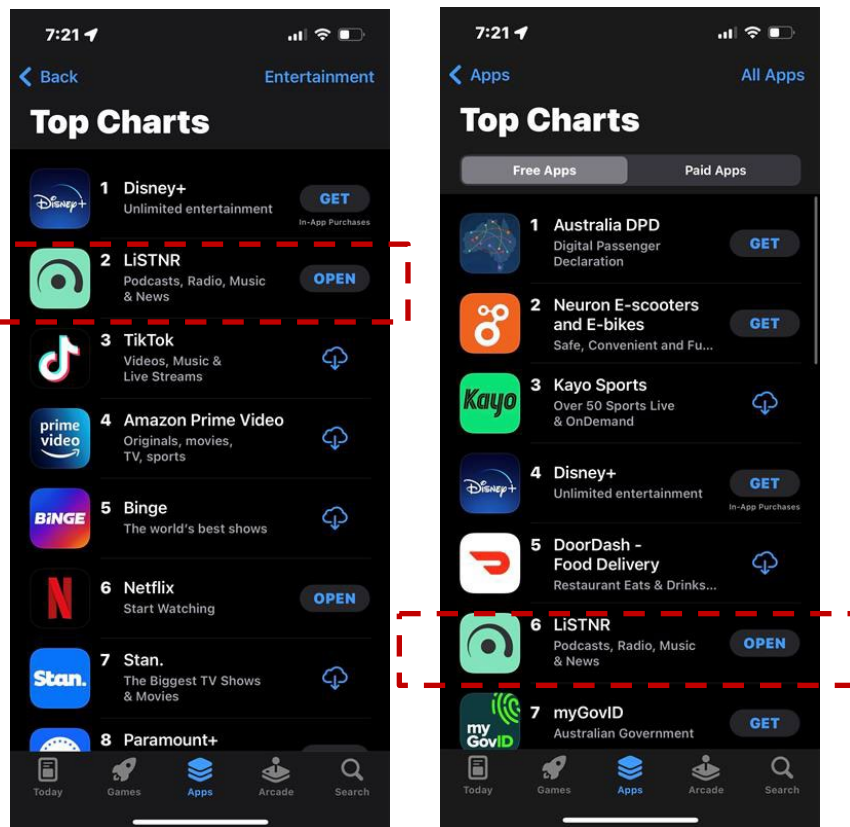 7:21
Back
Entertainment
Top Charts
Disney+
1 Disney+
Unlimited entertainment
GET
In-App Purchases
2 LiSTNR
Podcasts, Radio, Music
& News
OPEN
3 TikTok
Videos, Music &
Live Streams
prime
video
4 Amazon Prime Video
Originals, movies,
TV, sports
BiNGE
5 Binge
The world's best shows
N
6 Netflix
Start Watching
OPEN
Stan.
7 Stan.
The Biggest TV Shows
& Movies
8 Paramount+
Today
Games
Apps
Arcade
Search
7:21
Apps
All Apps
Top Charts
Free Apps
Paid Apps
1 Australia DPD
Digital Passenger
Declaration
GET
2 Neuron E-scooters
and E-bikes
Safe, Convenient and Fu...
GET
Kayo
3 Kayo Sports
Over 50 Sports Live
& OnDemand
Disney+
4 Disney+
Unlimited entertainment
GET
In-App Purchases
5 DoorDash -
Food Delivery
Restaurant Eats & Drinks...
6 LiSTNR
Podcasts, Radio, Music
& News
OPEN
my
GovID
7 myGovID
Australian Government
GET
Today
Games
Apps
Arcade
Search